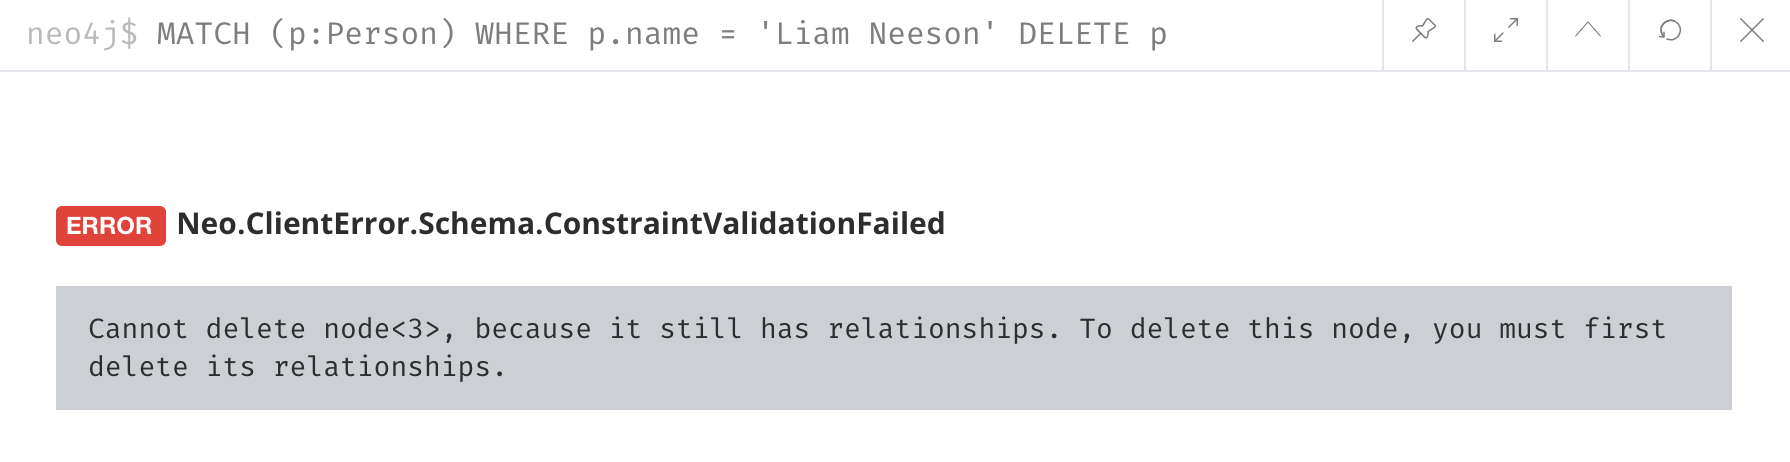 neo4j$ MATCH (p:Person) WHERE p.name = 'Liam Neeson' DELETE p
ERROR Neo.ClientError.Schema.ConstraintValidationFailed
Cannot delete node<3>, because it still has relationships. To delete this node, you must first
delete its relationships.